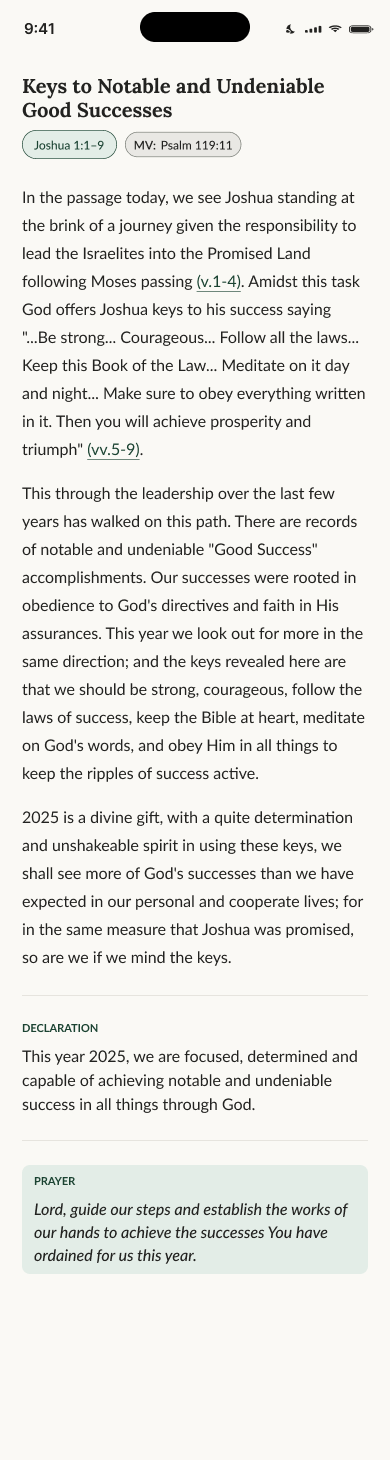 9:41
Keys to Notable and Undeniable
Good Successes
Joshua 1:1–9
MV: Psalm 119:11
In the passage today, we see Joshua standing at
the brink of a journey given the responsibility to
lead the Israelites into the Promised Land
following Moses passing (v.1-4). Amidst this task
God offers Joshua keys to his success saying
"...Be strong... Courageous... Follow all the laws...
Keep this Book of the Law... Meditate on it day
and night... Make sure to obey everything written
in it. Then you will achieve prosperity and
triumph" (vv.5-9).
This through the leadership over the last few
years has walked on this path. There are records
of notable and undeniable "Good Success"
accomplishments. Our successes were rooted in
obedience to God's directives and faith in His
assurances. This year we look out for more in the
same direction; and the keys revealed here are
that we should be strong, courageous, follow the
laws of success, keep the Bible at heart, meditate
on God's words, and obey Him in all things to
keep the ripples of success active.
2025 is a divine gift, with a quite determination
and unshakeable spirit in using these keys, we
shall see more of God's successes than we have
expected in our personal and cooperate lives; for
in the same measure that Joshua was promised,
so are we if we mind the keys.
DECLARATION
This year 2025, we are focused, determined and
capable of achieving notable and undeniable
success in all things through God.
PRAYER
Lord, guide our steps and establish the works of
our hands to achieve the successes You have
ordained for us this year.